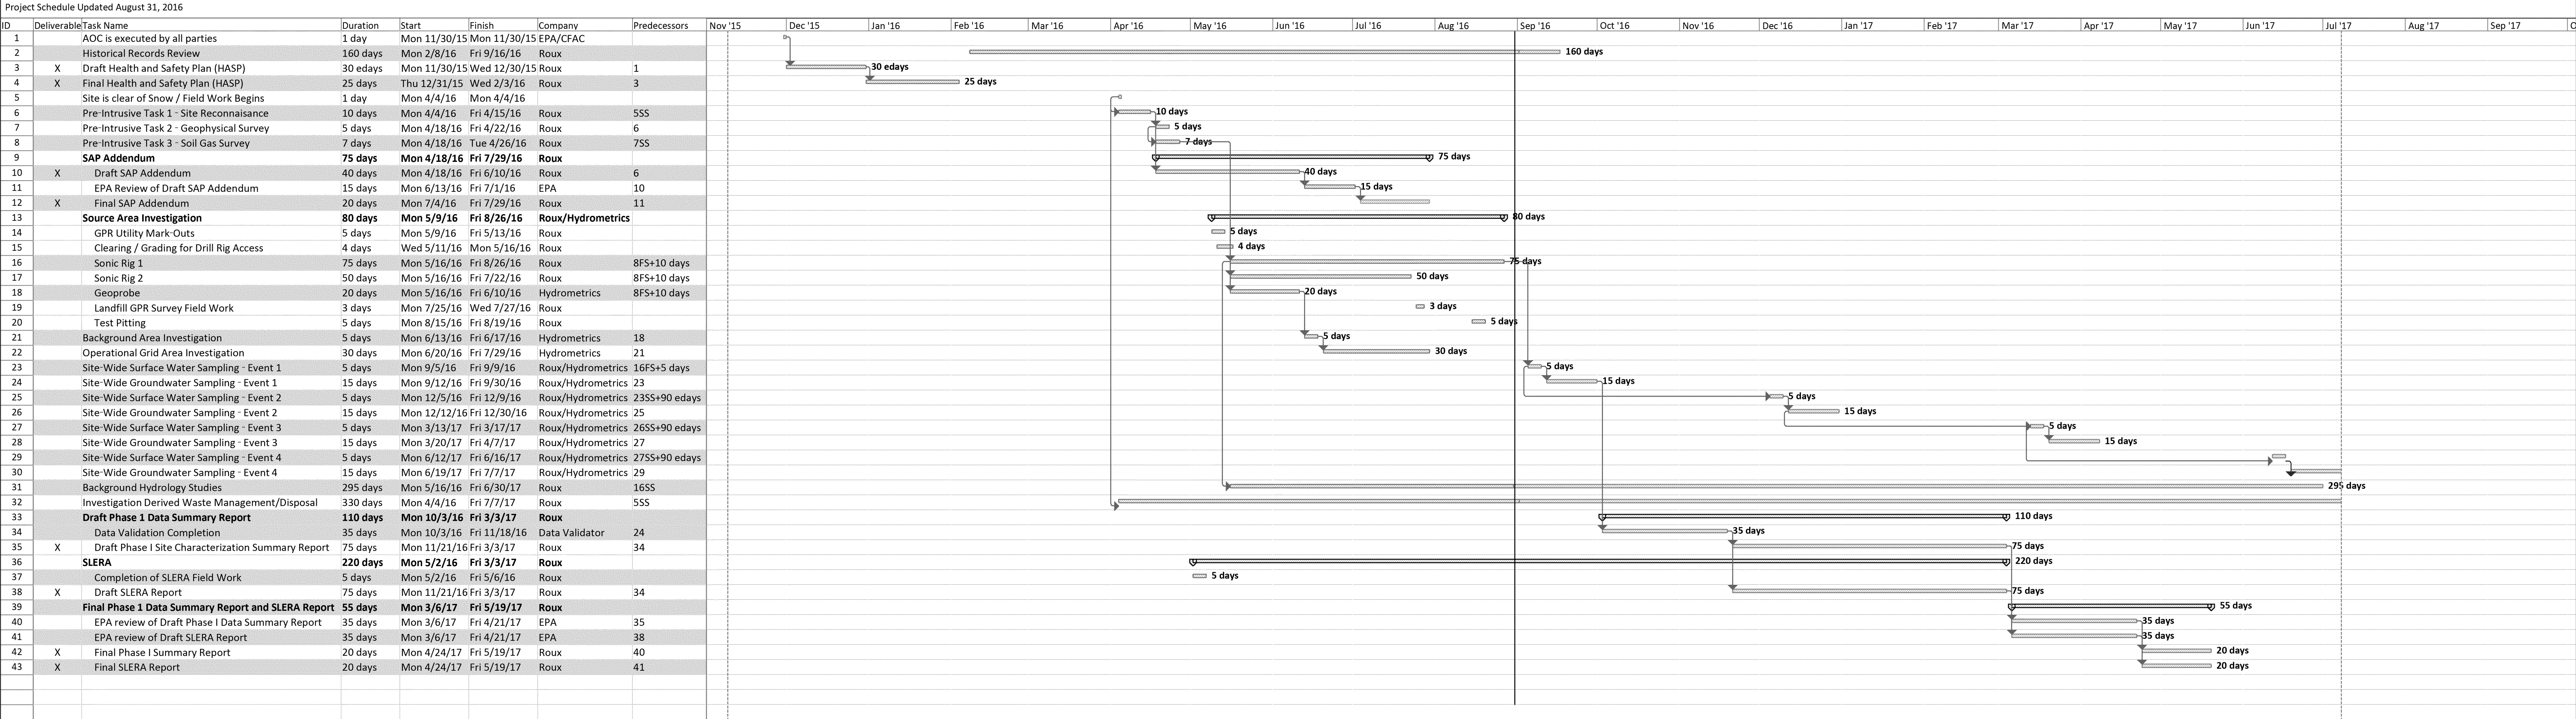 Project Schedule Updated August 31, 2016
ID Deliverable Task Name Duration Start Finish Company Predecessors Nov '15 Dec '15 Jan '16 Feb '16 Mar '16 Apr '16 May '16 Jun '16 Jul '16 Aug '16 Sep '16 Oct '16 Nov '16 Dec '16 Jan '17 Feb '17 Mar '17 Apr '17 May '17 Jun '17 Jul '17 Aug '17 Sep '17 O
1 AOC is executed by all parties 1 day Mon 11/30/15 Mon 11/30/15 EPA/CFAC
2 Historical Records Review 160 days Mon 2/8/16 Fri 9/16/16 Roux 160 days
3 X Draft Health and Safety Plan (HASP) 30 edays Mon 11/30/15 Wed 12/30/15 Roux 1 30 edays
4 X Final Health and Safety Plan (HASP) 25 days Thu 12/31/15 Wed 2/3/16 Roux 3 25 days
5 Site is clear of Snow / Field Work Begins 1 day Mon 4/4/16 Mon 4/4/16
6 Pre-Intrusive Task 1 - Site Reconnaisance 10 days Mon 4/4/16 Fri 4/15/16 Roux 5SS 10 days
7 Pre-Intrusive Task 2 - Geophysical Survey 5 days Mon 4/18/16 Fri 4/22/16 Roux 6 5 days
8 Pre-Intrusive Task 3 - Soil Gas Survey 7 days Mon 4/18/16 Tue 4/26/16 Roux 7SS 7 days
9 SAP Addendum 75 days Mon 4/18/16 Fri 7/29/16 Roux 75 days
10 X Draft SAP Addendum 40 days Mon 4/18/16 Fri 6/10/16 Roux 6 40 days
11 EPA Review of Draft SAP Addendum 15 days Mon 6/13/16 Fri 7/1/16 EPA 10 15 days
12 X Final SAP Addendum 20 days Mon 7/4/16 Fri 7/29/16 Roux 11
13 Source Area Investigation 80 days Mon 5/9/16 Fri 8/26/16 Roux/Hydrometrics 80 days
14 GPR Utility Mark-Outs 5 days Mon 5/9/16 Fri 5/13/16 Roux 5 days
15 Clearing / Grading for Drill Rig Access 4 days Wed 5/11/16 Mon 5/16/16 Roux 4 days
16 Sonic Rig 1 75 days Mon 5/16/16 Fri 8/26/16 Roux 8FS+10 days 75 days
17 Sonic Rig 2 50 days Mon 5/16/16 Fri 7/22/16 Roux 8FS+10 days 50 days
18 Geoprobe 20 days Mon 5/16/16 Fri 6/10/16 Hydrometrics 8FS+10 days 20 days
19 Landfill GPR Survey Field Work 3 days Mon 7/25/16 Wed 7/27/16 Roux 3 days
20 Test Pitting 5 days Mon 8/15/16 Fri 8/19/16 Roux 5 days
21 Background Area Investigation 5 days Mon 6/13/16 Fri 6/17/16 Hydrometrics 18 5 days
22 Operational Grid Area Investigation 30 days Mon 6/20/16 Fri 7/29/16 Hydrometrics 21 30 days
23 Site-Wide Surface Water Sampling - Event 1 5 days Mon 9/5/16 Fri 9/9/16 Roux/Hydrometrics 16FS+5 days 5 days
24 Site-Wide Groundwater Sampling - Event 1 15 days Mon 9/12/16 Fri 9/30/16 Roux/Hydrometrics 23 15 days
25 Site-Wide Surface Water Sampling - Event 2 5 days Mon 12/5/16 Fri 12/9/16 Roux/Hydrometrics 23SS+90 edays 5 days
26 Site-Wide Groundwater Sampling - Event 2 15 days Mon 12/12/16 Fri 12/30/16 Roux/Hydrometrics 25 15 days
27 Site-Wide Surface Water Sampling - Event 3 5 days Mon 3/13/17 Fri 3/17/17 Roux/Hydrometrics 26SS+90 edays 5 days
28 Site-Wide Groundwater Sampling - Event 3 15 days Mon 3/20/17 Fri 4/7/17 Roux/Hydrometrics 27 15 days
29 Site-Wide Surface Water Sampling - Event 4 5 days Mon 6/12/17 Fri 6/16/17 Roux/Hydrometrics 27SS+90 edays
30 Site-Wide Groundwater Sampling - Event 4 15 days Mon 6/19/17 Fri 7/7/17 Roux/Hydrometrics 29
31 Background Hydrology Studies 295 days Mon 5/16/16 Fri 6/30/17 Roux 16SS 295 days
32 Investigation Derived Waste Management/Disposal 330 days Mon 4/4/16 Fri 7/7/17 Roux 5SS
33 Draft Phase 1 Data Summary Report 110 days Mon 10/3/16 Fri 3/3/17 Roux 110 days
34 Data Validation Completion 35 days Mon 10/3/16 Fri 11/18/16 Data Validator 24 35 days
35 X Draft Phase I Site Characterization Summary Report 75 days Mon 11/21/16 Fri 3/3/17 Roux 34 75 days
36 SLERA 220 days Mon 5/2/16 Fri 3/3/17 Roux 220 days
37 Completion of SLERA Field Work 5 days Mon 5/2/16 Fri 5/6/16 Roux 5 days
38 X Draft SLERA Report 75 days Mon 11/21/16 Fri 3/3/17 Roux 34 75 days
39 Final Phase 1 Data Summary Report and SLERA Report 55 days Mon 3/6/17 Fri 5/19/17 Roux 55 days
40 EPA review of Draft Phase I Data Summary Report 35 days Mon 3/6/17 Fri 4/21/17 EPA 35 35 days
41 EPA review of Draft SLERA Report 35 days Mon 3/6/17 Fri 4/21/17 EPA 38 35 days
42 X Final Phase I Summary Report 20 days Mon 4/24/17 Fri 5/19/17 Roux 40 20 days
43 X Final SLERA Report 20 days Mon 4/24/17 Fri 5/19/17 Roux 41 20 days